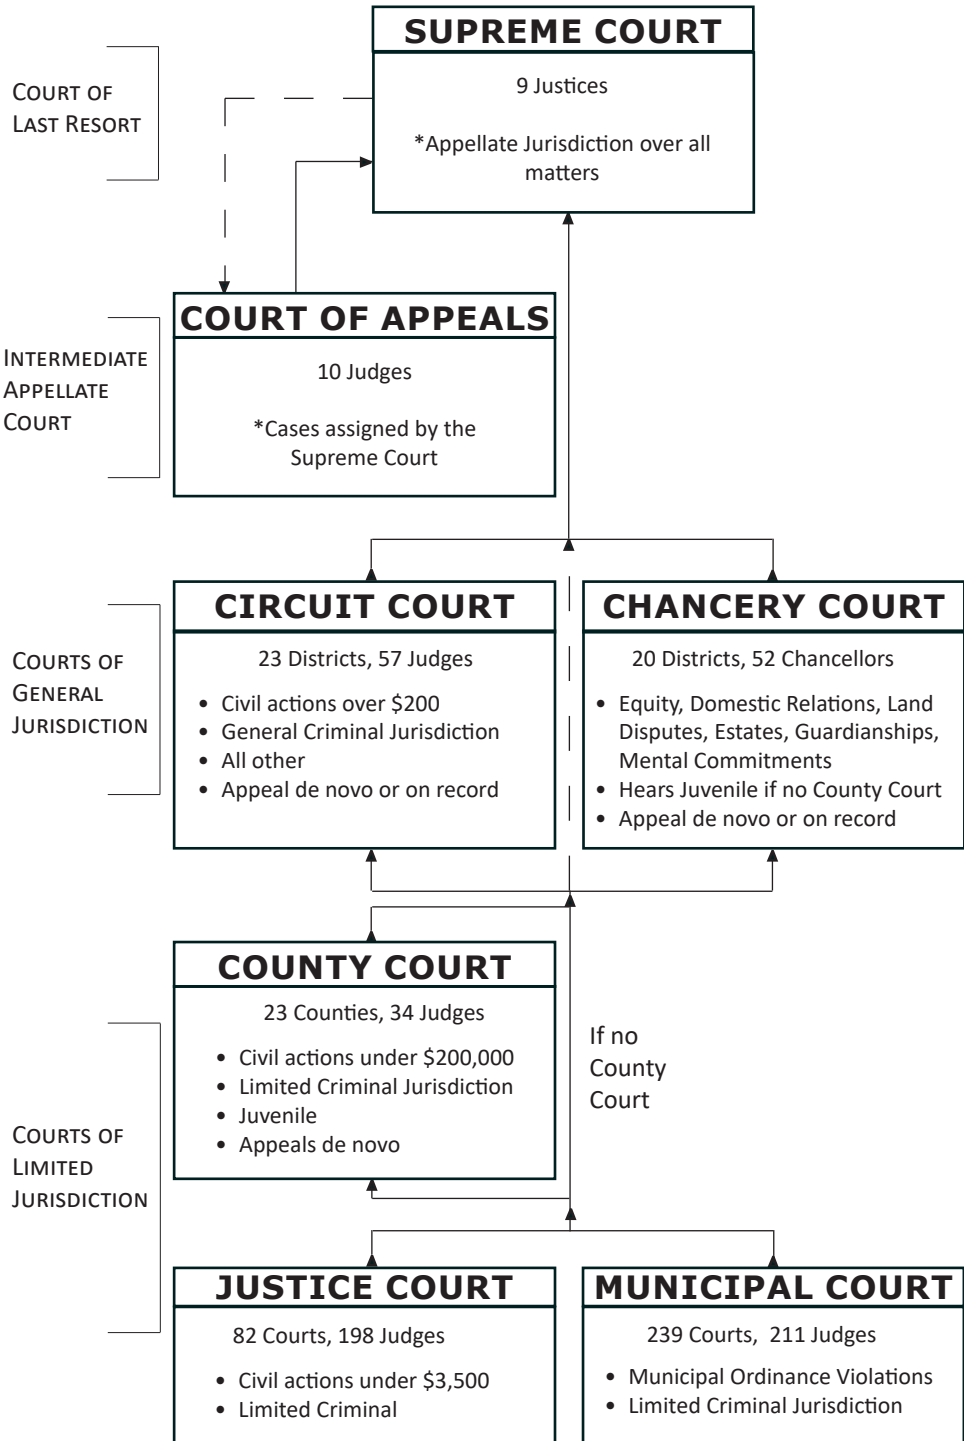 SUPREME COURT
9 Justices
*Appellate Jurisdiction over all
matters
COURT OF
LAST RESORT
COURT OF APPEALS
10 Judges
*Cases assigned by the
Supreme Court
INTERMEDIATE
APPELLATE
COURT
CIRCUIT COURT
23 Districts, 57 Judges
• Civil actions over $200
• General Criminal Jurisdiction
• All other
• Appeal de novo or on record
CHANCERY COURT
20 Districts, 52 Chancellors
• Equity, Domestic Relations, Land
Disputes, Estates, Guardianships,
Mental Commitments
• Hears Juvenile if no County Court
• Appeal de novo or on record
COURTS OF
GENERAL
JURISDICTION
COUNTY COURT
23 Counties, 34 Judges
• Civil actions under $200,000
• Limited Criminal Jurisdiction
• Juvenile
• Appeals de novo
If no
County
Court
COURTS OF
LIMITED
JURISDICTION
JUSTICE COURT
82 Courts, 198 Judges
• Civil actions under $3,500
• Limited Criminal
MUNICIPAL COURT
239 Courts, 211 Judges
• Municipal Ordinance Violations
• Limited Criminal Jurisdiction